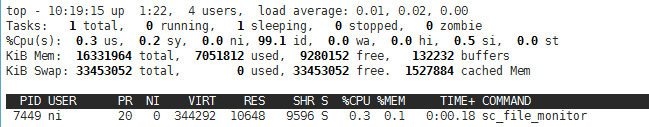 top - 10:19:15 up  1:22,  4 users,  load average: 0.01, 0.02, 0.00
Tasks:   1 total,   0 running,   1 sleeping,   0 stopped,   0 zombie
%Cpu(s):  0.3 us,  0.2 sy,  0.0 ni, 99.1 id,  0.0 wa,  0.0 hi,  0.5 si,  0.0 st
KiB Mem:  16331964 total,  7051812 used,  9280152 free,   132232 buffers
KiB Swap: 33453052 total,        0 used, 33453052 free.  1527884 cached Mem
  PID USER      PR  NI    VIRT    RES    SHR S  %CPU %MEM     TIME+ COMMAND
 7449 ni        20   0  344292  10648   9596 S   0.3  0.1   0:00.18 sc_file_monitor